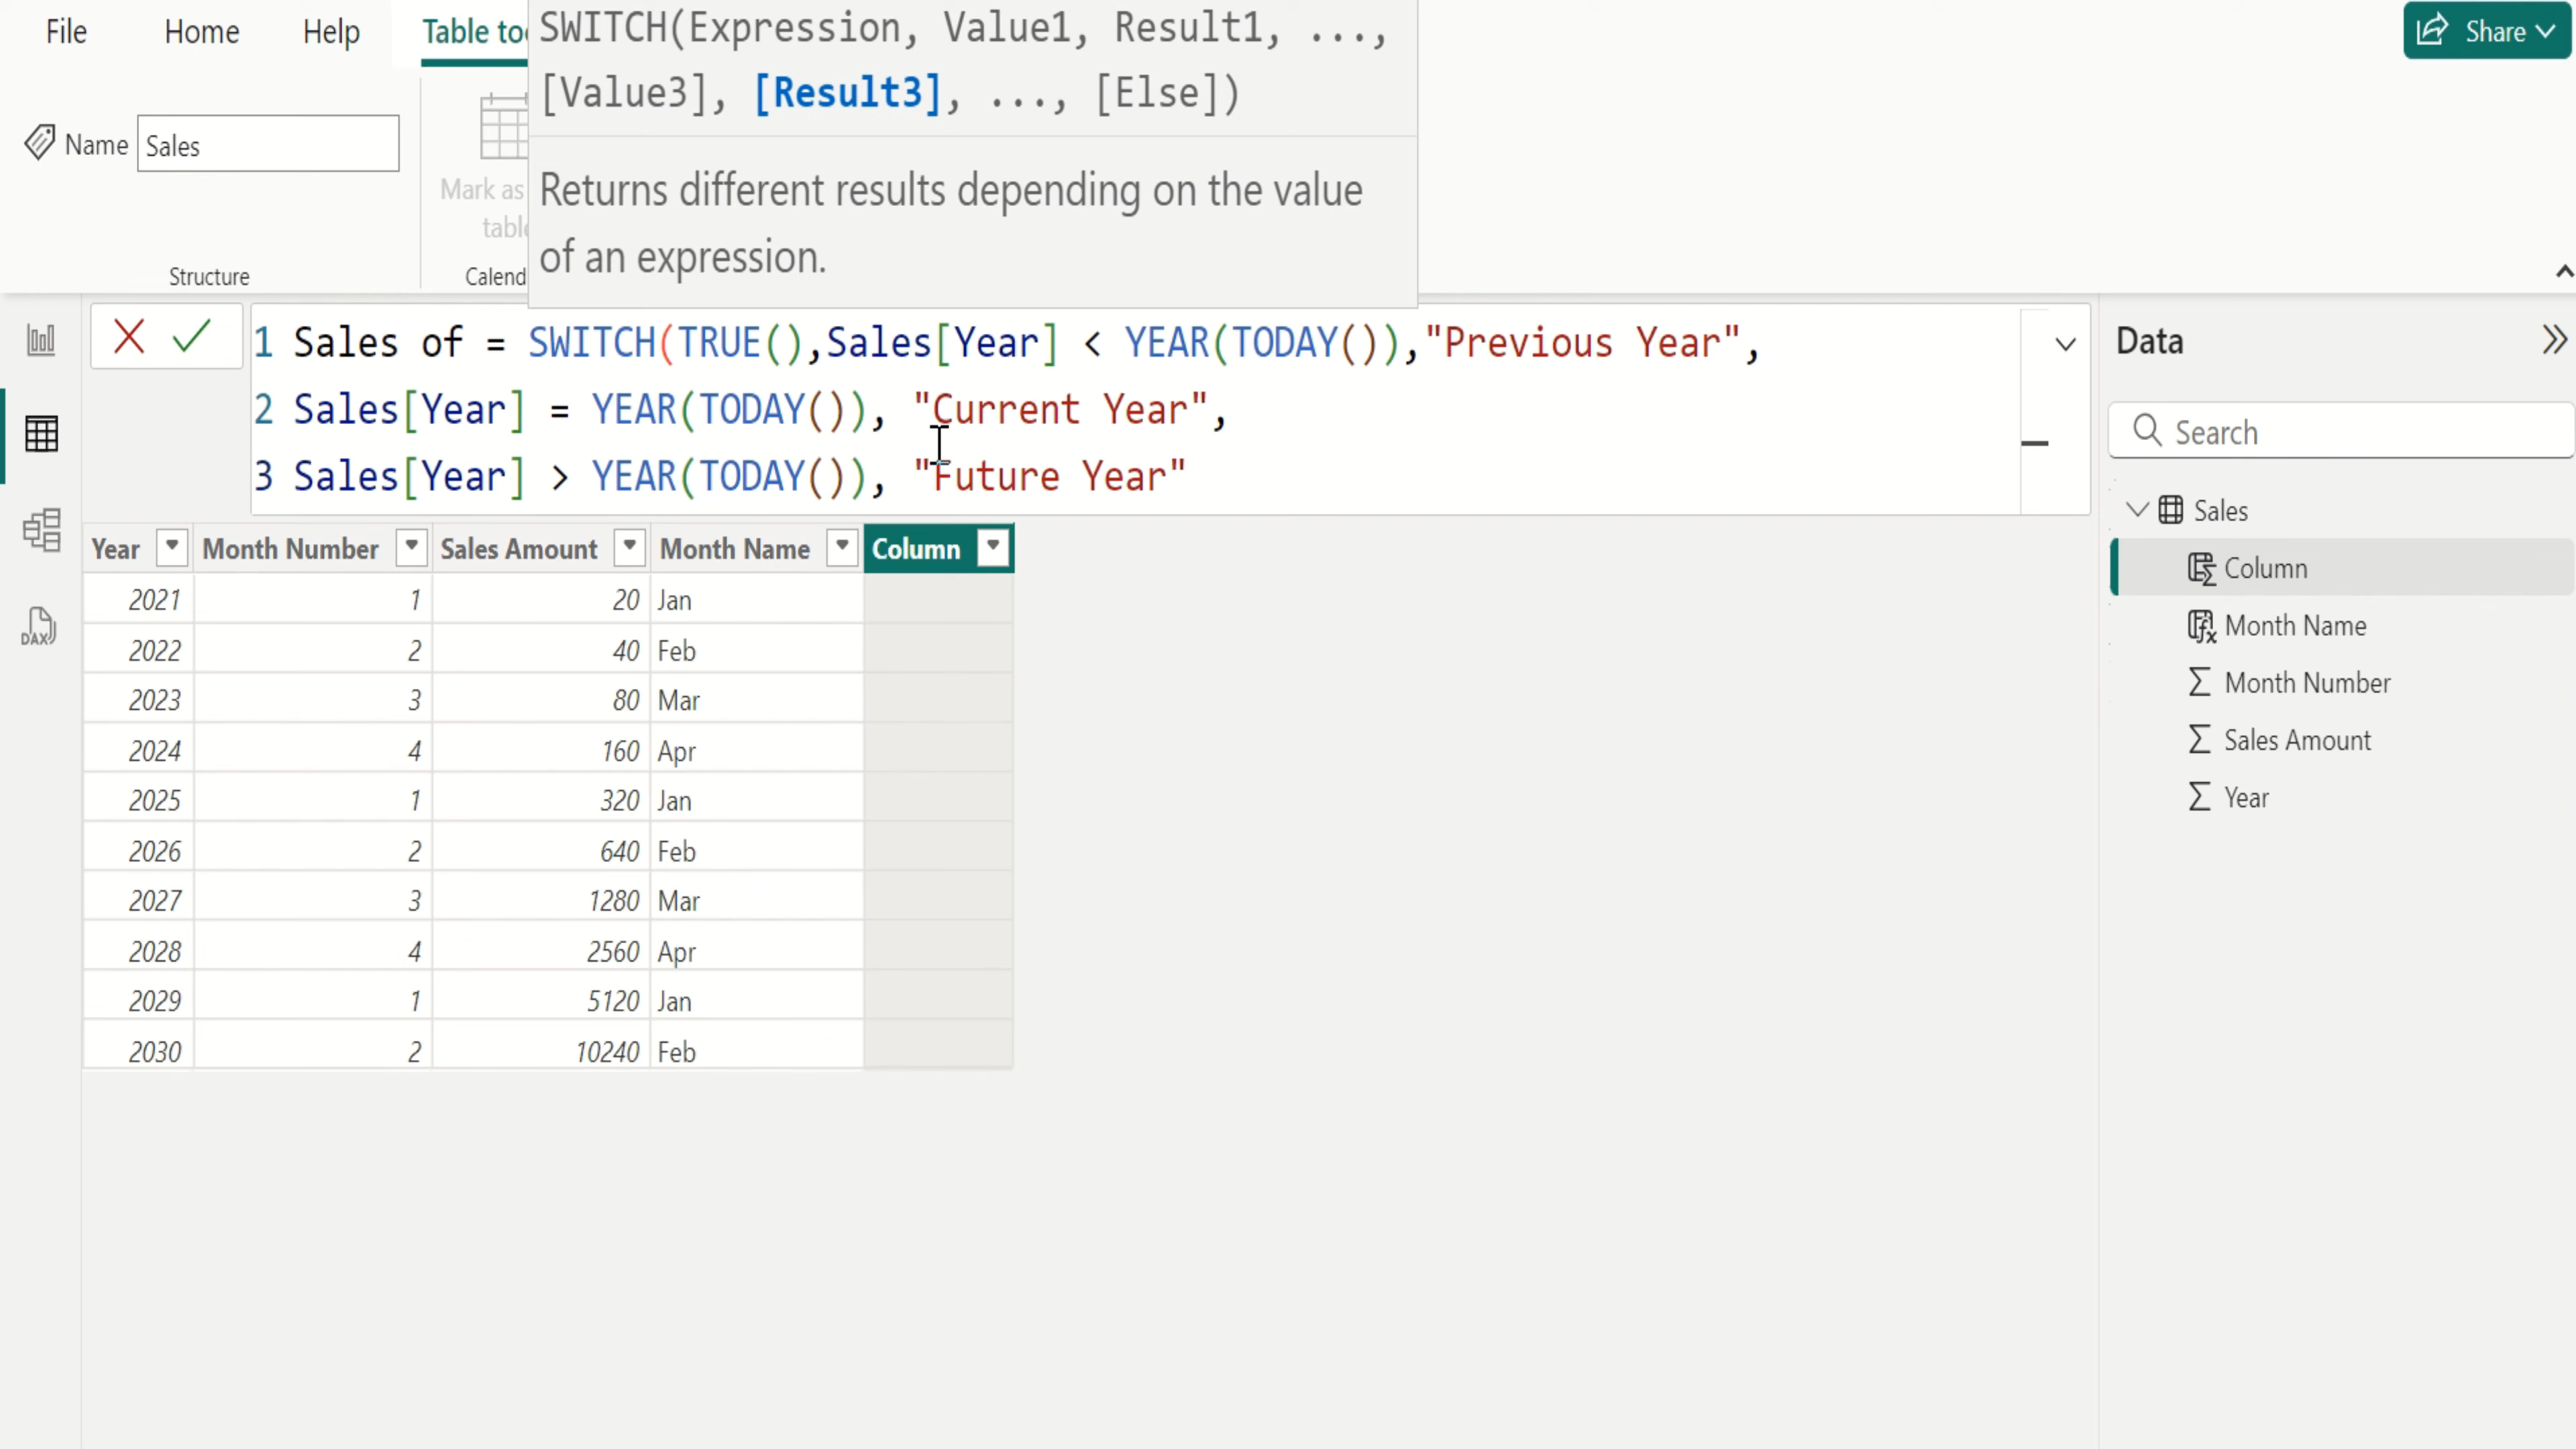 File Home Help Table to
Share
SWITCH(Expression, Value1, Result1, ...,
[Value3], [Result3], ..., [Else])
Returns different results depending on the value
of an expression.
Name Sales
Mark as
table
Structure
Calend
1 Sales of = SWITCH(TRUE(),Sales[Year] < YEAR(TODAY()),"Previous Year",
2 Sales[Year] = YEAR(TODAY()), "Current Year",
3 Sales[Year] > YEAR(TODAY()), "Future Year"
DAX
Year Month Number Sales Amount Month Name Column
2021 1 20 Jan
2022 2 40 Feb
2023 3 80 Mar
2024 4 160 Apr
2025 1 320 Jan
2026 2 640 Feb
2027 3 1280 Mar
2028 4 2560 Apr
2029 1 5120 Jan
2030 2 10240 Feb
Data
Search
Sales
Column
Month Name
Month Number
Sales Amount
Year